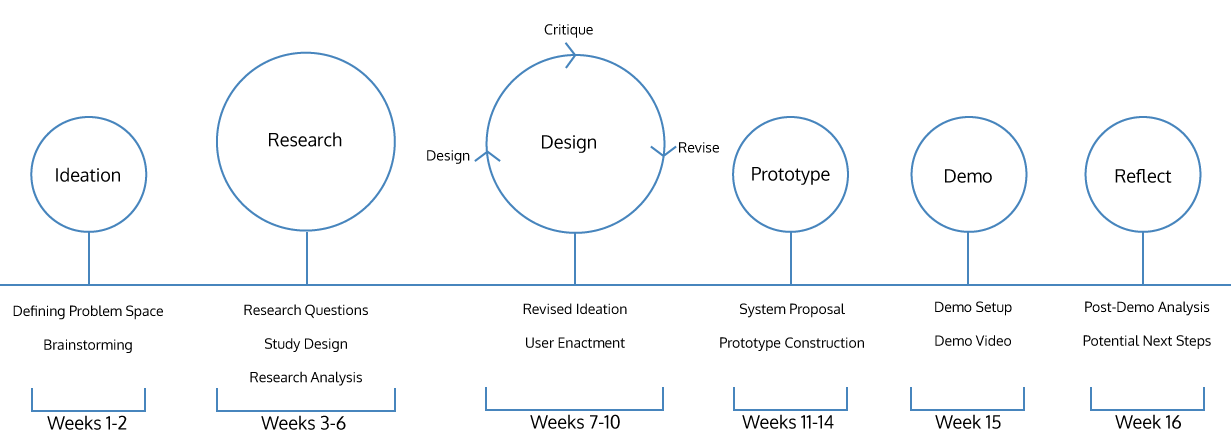 Critique
Research
Design
Design
Revise
Ideation
Prototype
Demo
Reflect
Defining Problem Space
Brainstorming
Research Questions
Study Design
Research Analysis
Revised Ideation
User Enactment
System Proposal
Prototype Construction
Demo Setup
Demo Video
Post-Demo Analysis
Potential Next Steps
Weeks 1-2
Weeks 3-6
Weeks 7-10
Weeks 11-14
Week 15
Week 16